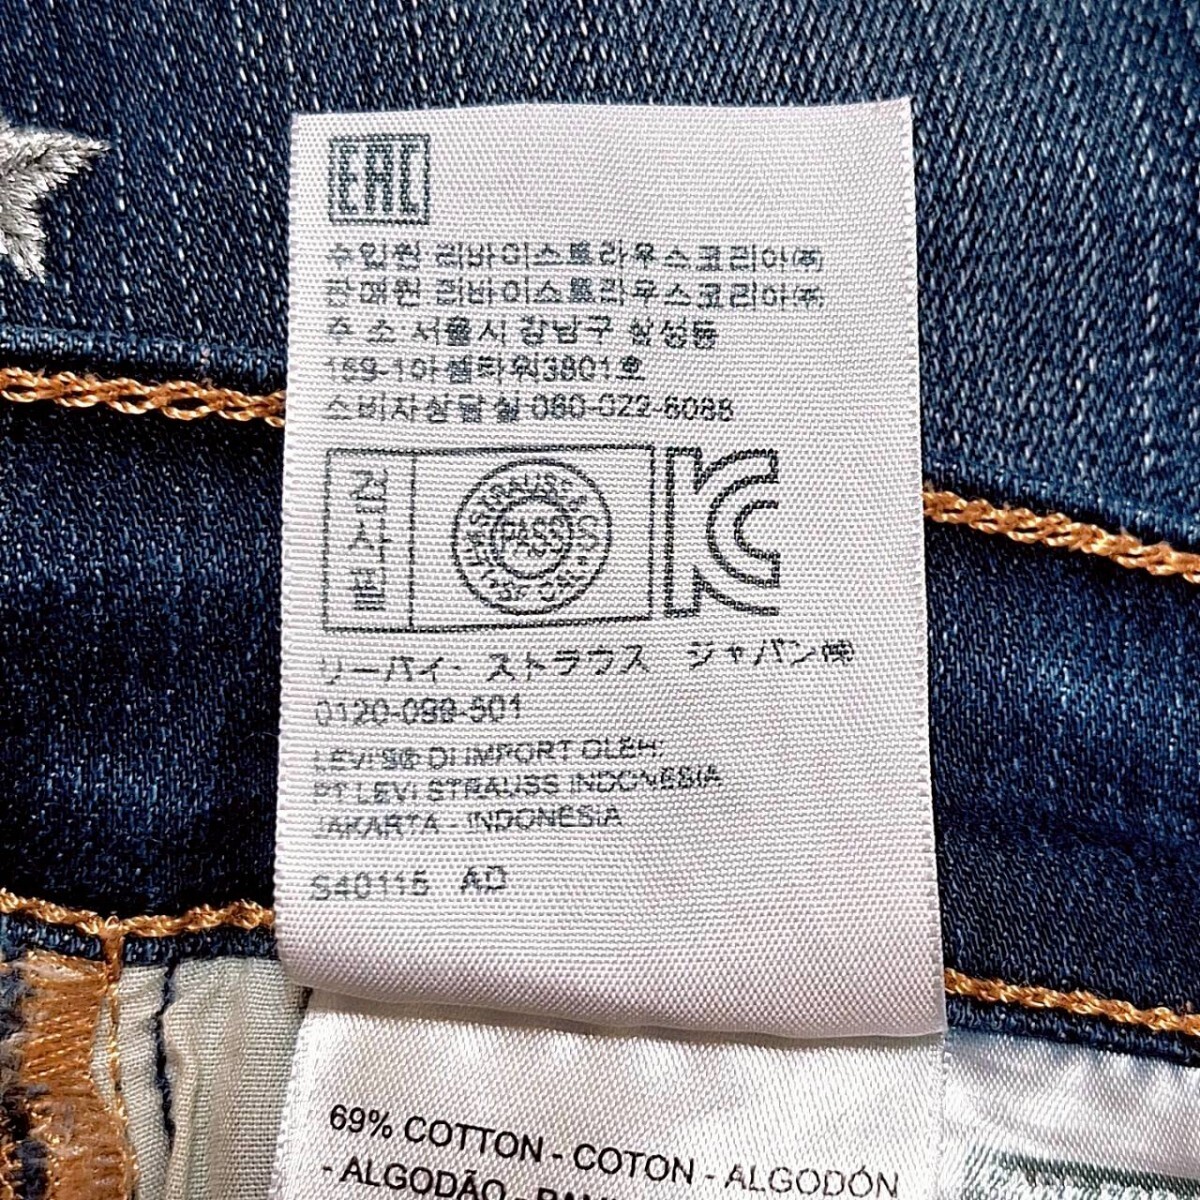 EAC
수입원 리바이스트라우스코리아㈜
판매원 리바이스트라우스코리아㈜
주 소 서울시 강남구 삼성동
159-1아셈타워3801호
소비자상담실 080-022-6088
검사필
LEVI STRAUSS & CO
PASS
KC
リーバイ・ストラウス ジャパン㈱
0120-099-501
LEVI'S® DI IMPORT OLEH:
PT LEVI STRAUSS INDONESIA
JAKARTA - INDONESIA
S40115 AD
69% COTTON - COTON - ALGODÓN
- ALGODÃO -